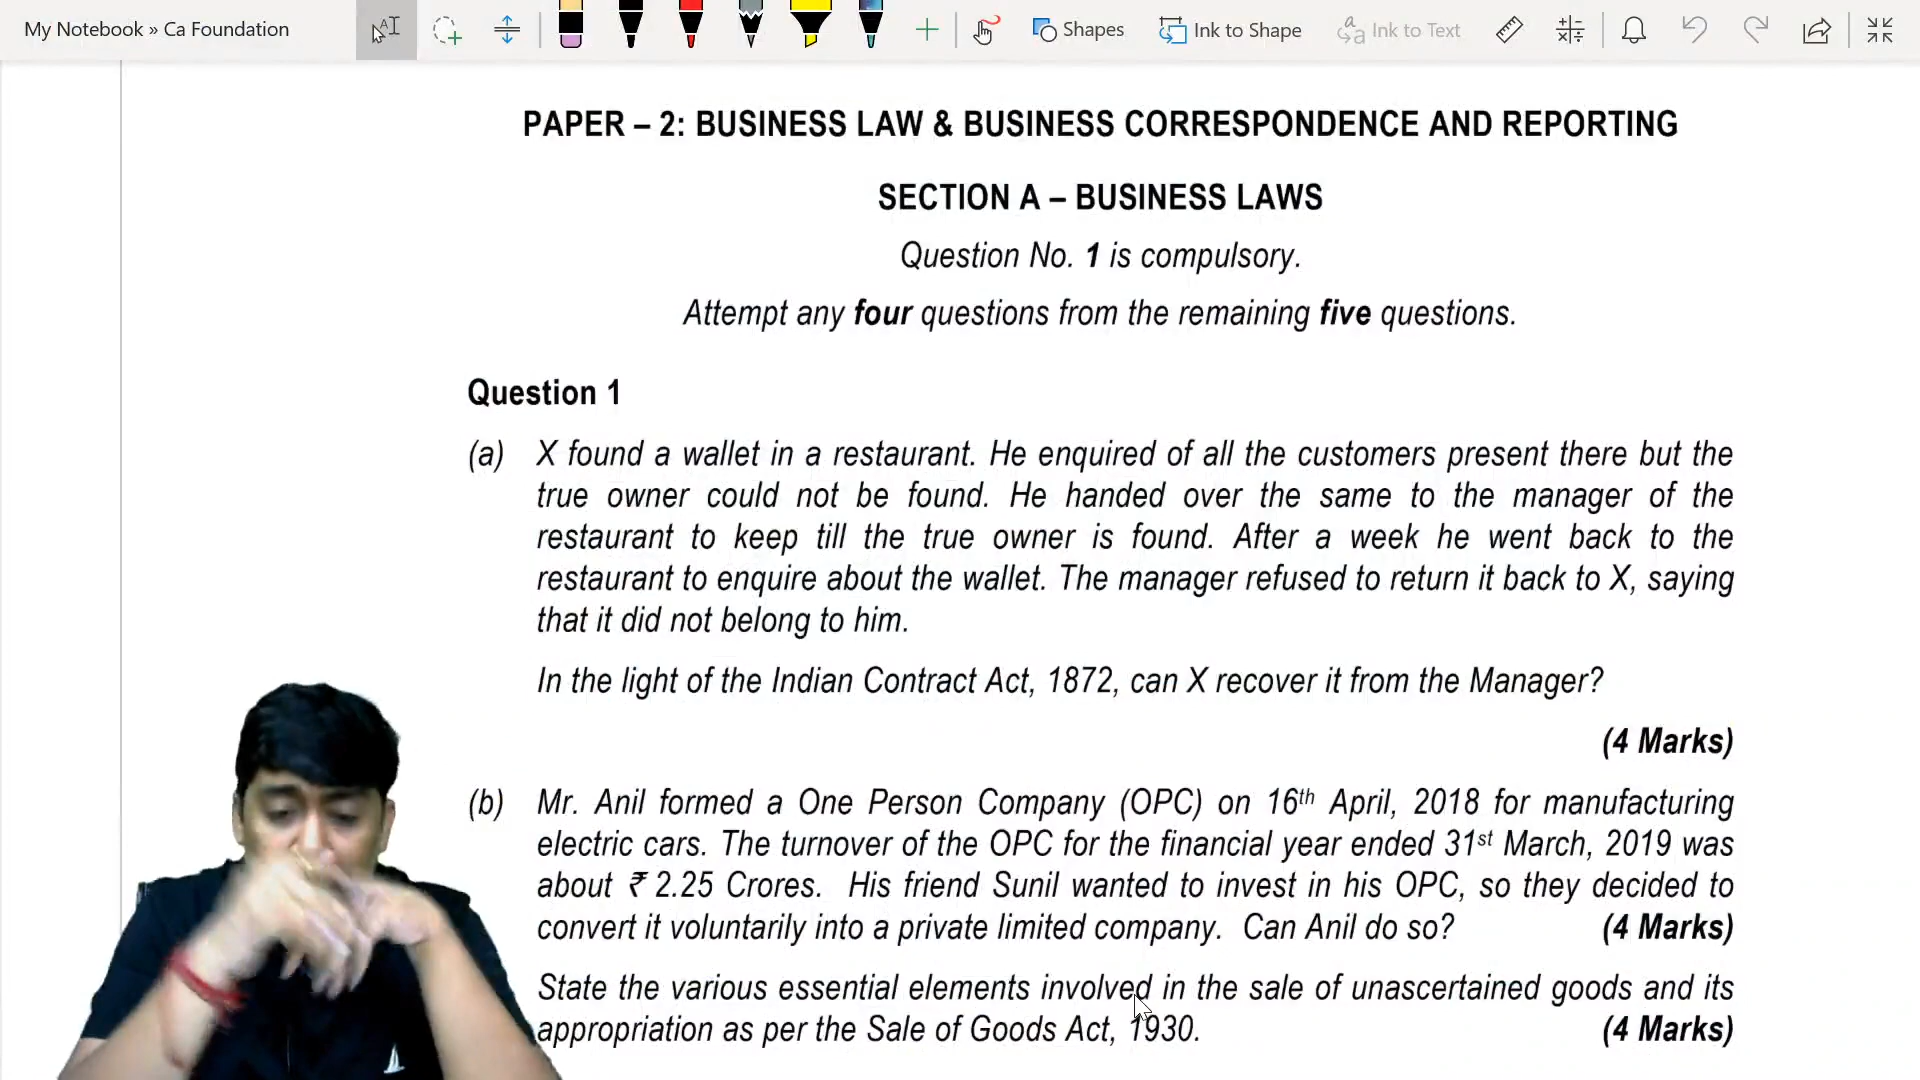 My Notebook » Ca Foundation
Shapes
Ink to Shape
Ink to Text
PAPER – 2: BUSINESS LAW & BUSINESS CORRESPONDENCE AND REPORTING
SECTION A – BUSINESS LAWS
Question No. 1 is compulsory.
Attempt any four questions from the remaining five questions.
Question 1
(a) X found a wallet in a restaurant. He enquired of all the customers present there but the
true owner could not be found. He handed over the same to the manager of the
restaurant to keep till the true owner is found. After a week he went back to the
restaurant to enquire about the wallet. The manager refused to return it back to X, saying
that it did not belong to him.
In the light of the Indian Contract Act, 1872, can X recover it from the Manager?
(4 Marks)
(b) Mr. Anil formed a One Person Company (OPC) on 16th April, 2018 for manufacturing
electric cars. The turnover of the OPC for the financial year ended 31st March, 2019 was
about ₹ 2.25 Crores. His friend Sunil wanted to invest in his OPC, so they decided to
convert it voluntarily into a private limited company. Can Anil do so? (4 Marks)
State the various essential elements involved in the sale of unascertained goods and its
appropriation as per the Sale of Goods Act, 1930. (4 Marks)